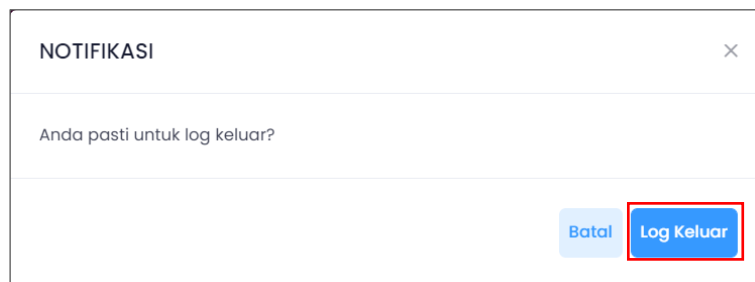 NOTIFIKASI
Anda pasti untuk log keluar?
Batal
Log Keluar